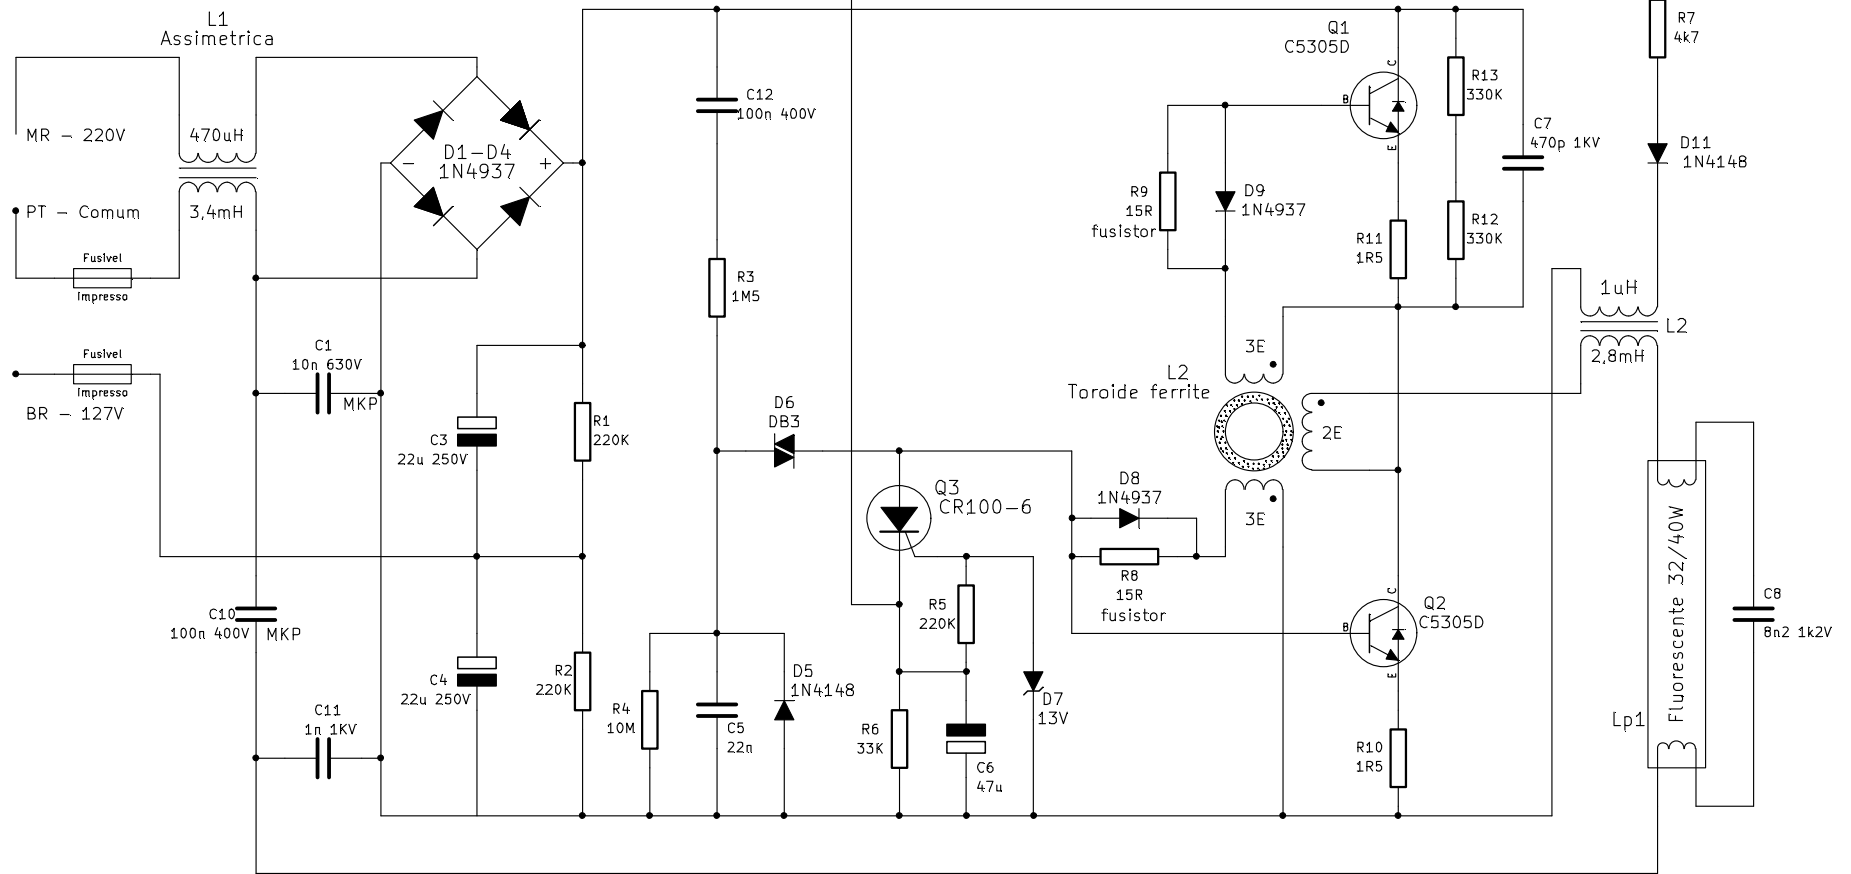 L1
Assimetrica
MR - 220V
470uH
PT - Comum
3,4mH
Fusivel
impresso
Fusivel
impresso
BR - 127V
D1-D4
1N4937
-
+
C1
10n 630V
MKP
C3
22u 250V
R1
220K
C10
100n 400V
MKP
C4
22u 250V
R2
220K
C11
1n 1KV
C12
100n 400V
R3
1M5
D6
DB3
R4
10M
C5
22n
D5
1N4148
Q3
CR100-6
R5
220K
R6
33K
C6
47u
D7
13V
D8
1N4937
R8
15R
fusistor
Q1
C5305D
C
B
E
R9
15R
fusistor
D9
1N4937
R11
1R5
R13
330K
R12
330K
C7
470p 1KV
3E
L2
Toroide ferrite
2E
3E
Q2
C5305D
C
B
E
R10
1R5
R7
4k7
D11
1N4148
1uH
L2
2,8mH
Fluorescente 32/40W
Lp1
C8
8n2 1k2V